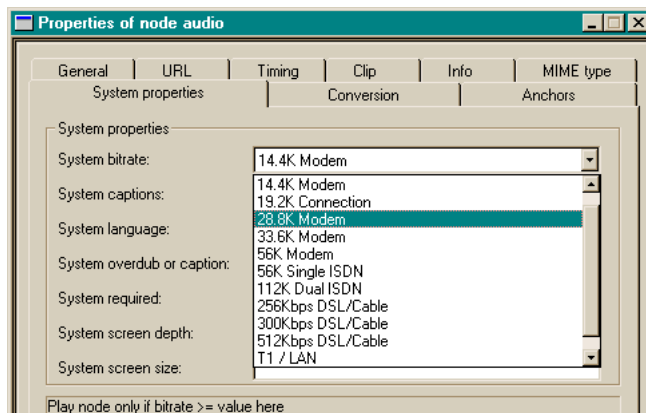 Properties of node audio
General URL Timing Clip Info MIME type
System properties Conversion Anchors
System properties
System bitrate: 14.4K Modem
System captions:
System language:
System overdub or caption:
System required:
System screen depth:
System screen size:
14.4K Modem
19.2K Connection
28.8K Modem
33.6K Modem
56K Modem
56K Single ISDN
112K Dual ISDN
256Kbps DSL/Cable
300Kbps DSL/Cable
512Kbps DSL/Cable
T1 / LAN
Play node only if bitrate >= value here